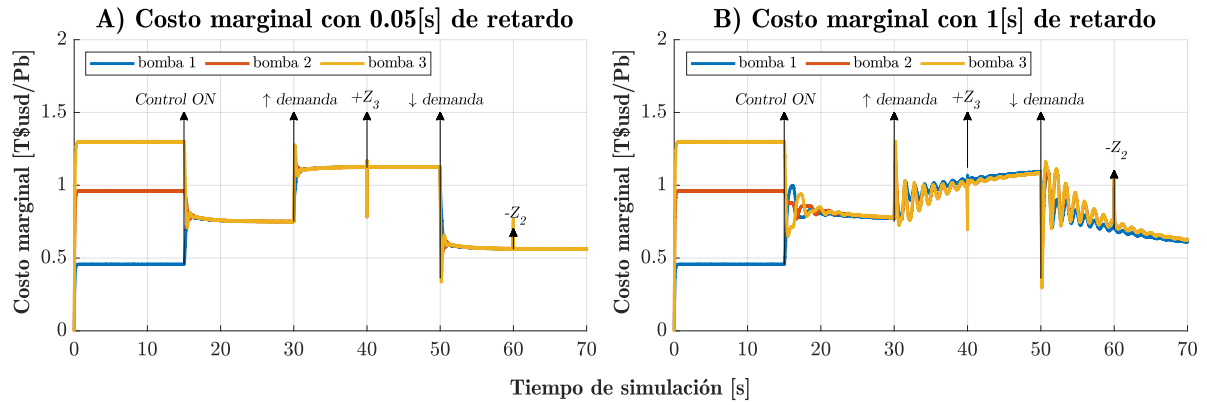 A) Costo marginal con 0.05[s] de retardo
Costo marginal [T$usd/Pb]
2
1.5
1
0.5
0
bomba 1 bomba 2 bomba 3
Control ON
↑ demanda
+Z3
↓ demanda
-Z2
0 10 20 30 40 50 60 70
B) Costo marginal con 1[s] de retardo
Costo marginal [T$usd/Pb]
2
1.5
1
0.5
0
bomba 1 bomba 2 bomba 3
Control ON
↑ demanda
+Z3
↓ demanda
-Z2
0 10 20 30 40 50 60 70
Tiempo de simulación [s]